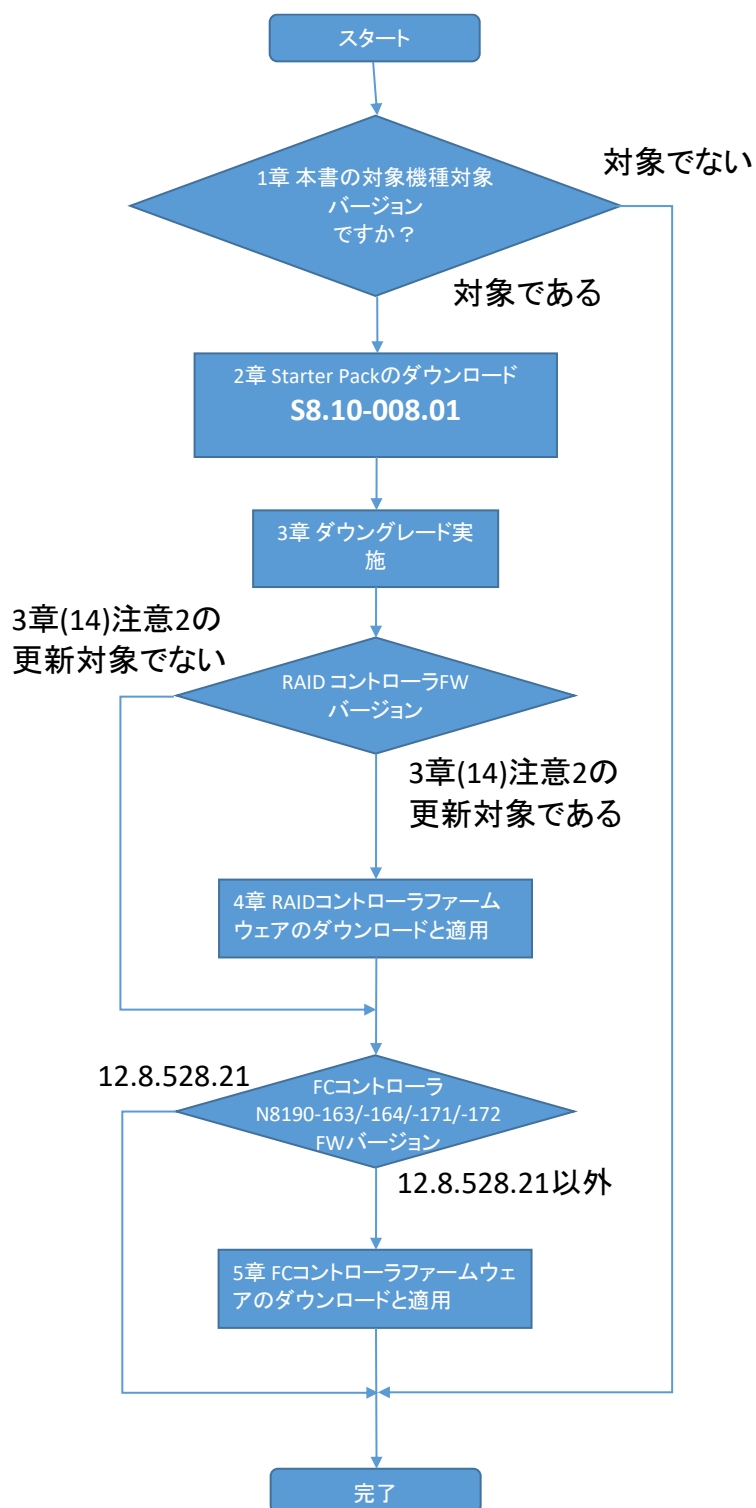 スタート
1章 本書の対象機種対象
バージョン
ですか？
対象でない
対象である
2章 Starter Packのダウンロード
S8.10-008.01
3章 ダウングレード実
施
3章(14)注意2の
更新対象でない
RAID コントローラFW
バージョン
3章(14)注意2の
更新対象である
4章 RAIDコントローラファーム
ウェアのダウンロードと適用
12.8.528.21
FCコントローラ
N8190-163/-164/-171/-172
FWバージョン
12.8.528.21以外
5章 FCコントローラファームウェ
アのダウンロードと適用
完了